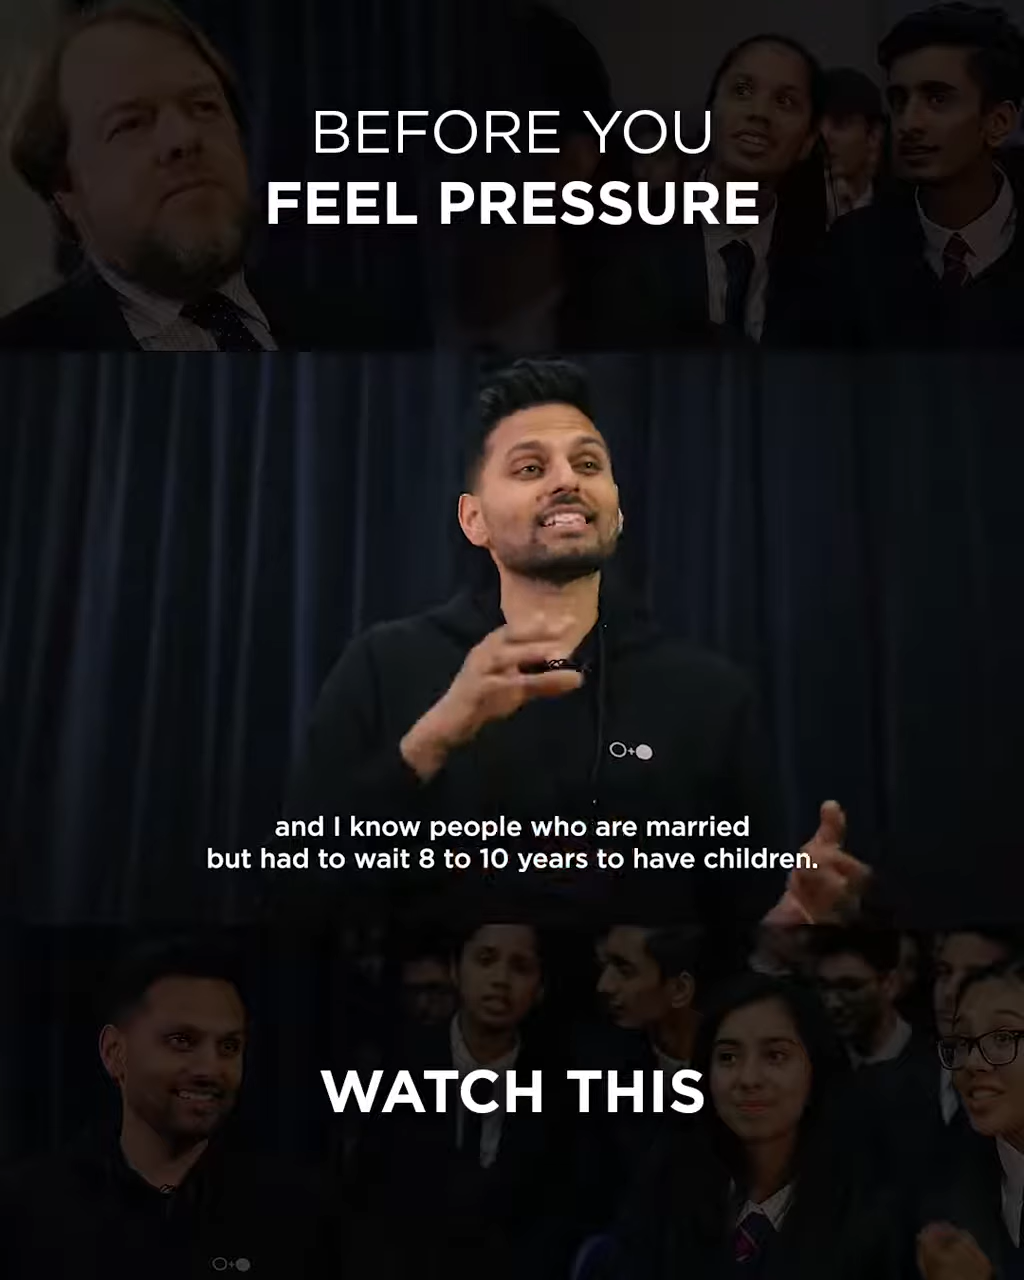 BEFORE YOU
FEEL PRESSURE
and I know people who are married
but had to wait 8 to 10 years to have children.
WATCH THIS